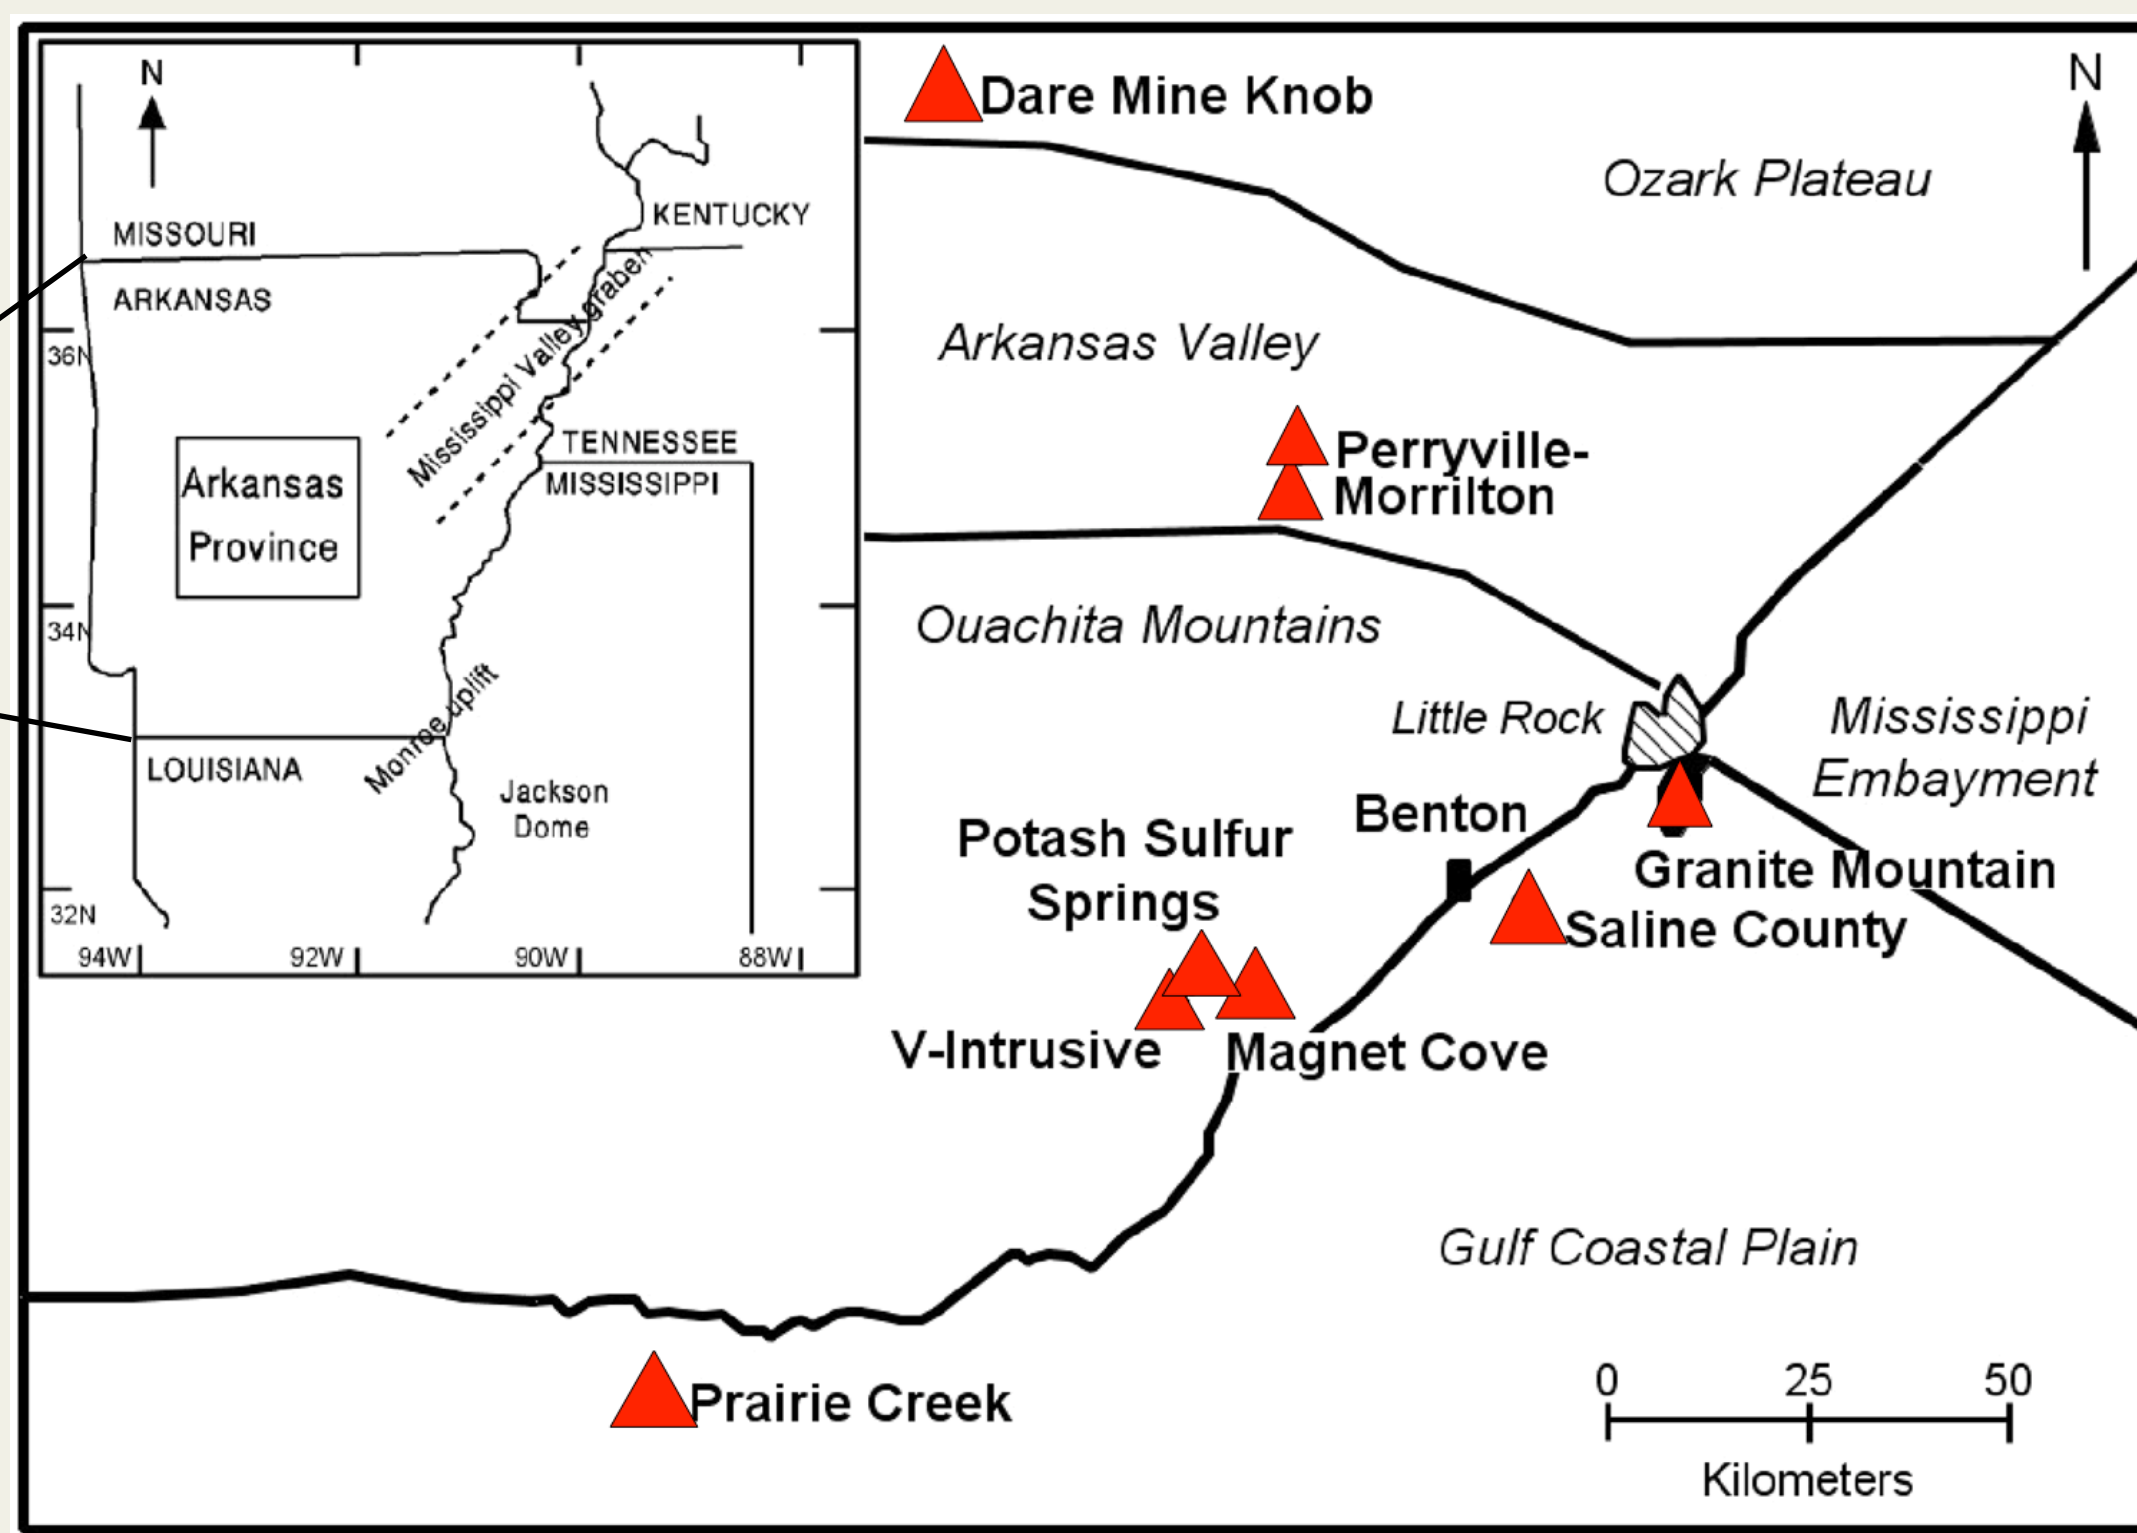 N
MISSOURI
KENTUCKY
ARKANSAS
36N
Mississippi Valley graben
TENNESSEE
MISSISSIPPI
Arkansas
Province
34N
Monroe uplift
LOUISIANA
Jackson
Dome
32N
94W
92W
90W
88W
Dare Mine Knob
N
Ozark Plateau
Arkansas Valley
Perryville-
Morrilton
Ouachita Mountains
Little Rock
Mississippi
Embayment
Benton
Potash Sulfur
Springs
Granite Mountain
Saline County
V-Intrusive
Magnet Cove
Gulf Coastal Plain
Prairie Creek
0 25 50
Kilometers